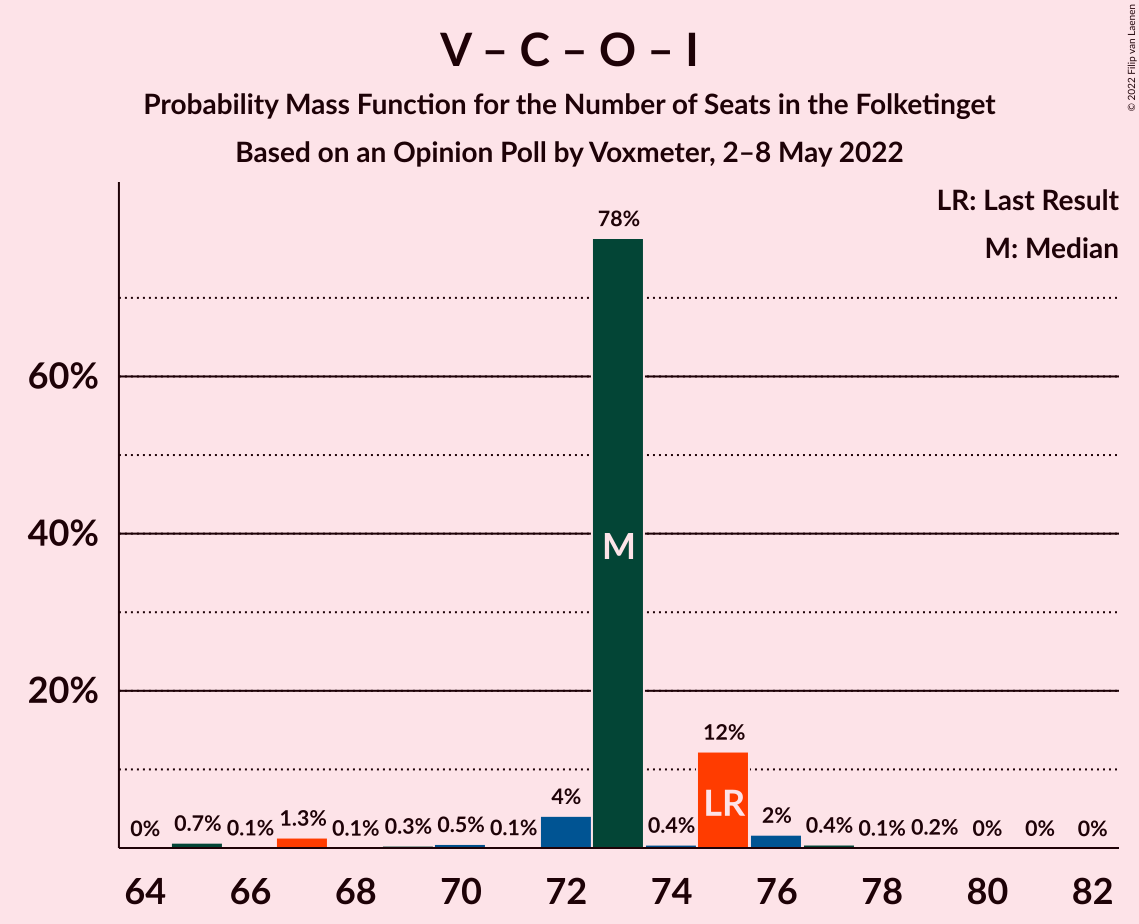 V – C – O – I
Probability Mass Function for the Number of Seats in the Folketinget
Based on an Opinion Poll by Voxmeter, 2–8 May 2022
© 2022 Filip van Laenen
LR: Last Result
M: Median
60%
40%
20%
0%
0.7%
0.1%
1.3%
0.1%
0.3%
0.5%
0.1%
4%
78%
M
0.4%
12%
LR
2%
0.4%
0.1%
0.2%
0%
0%
0%
64 66 68 70 72 74 76 78 80 82